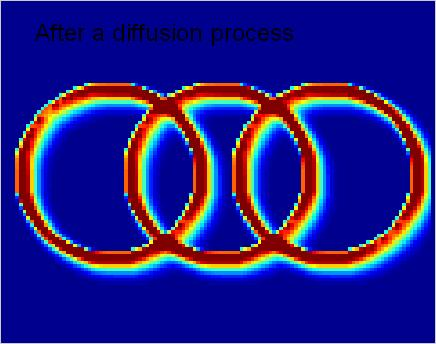 After a diffusion process